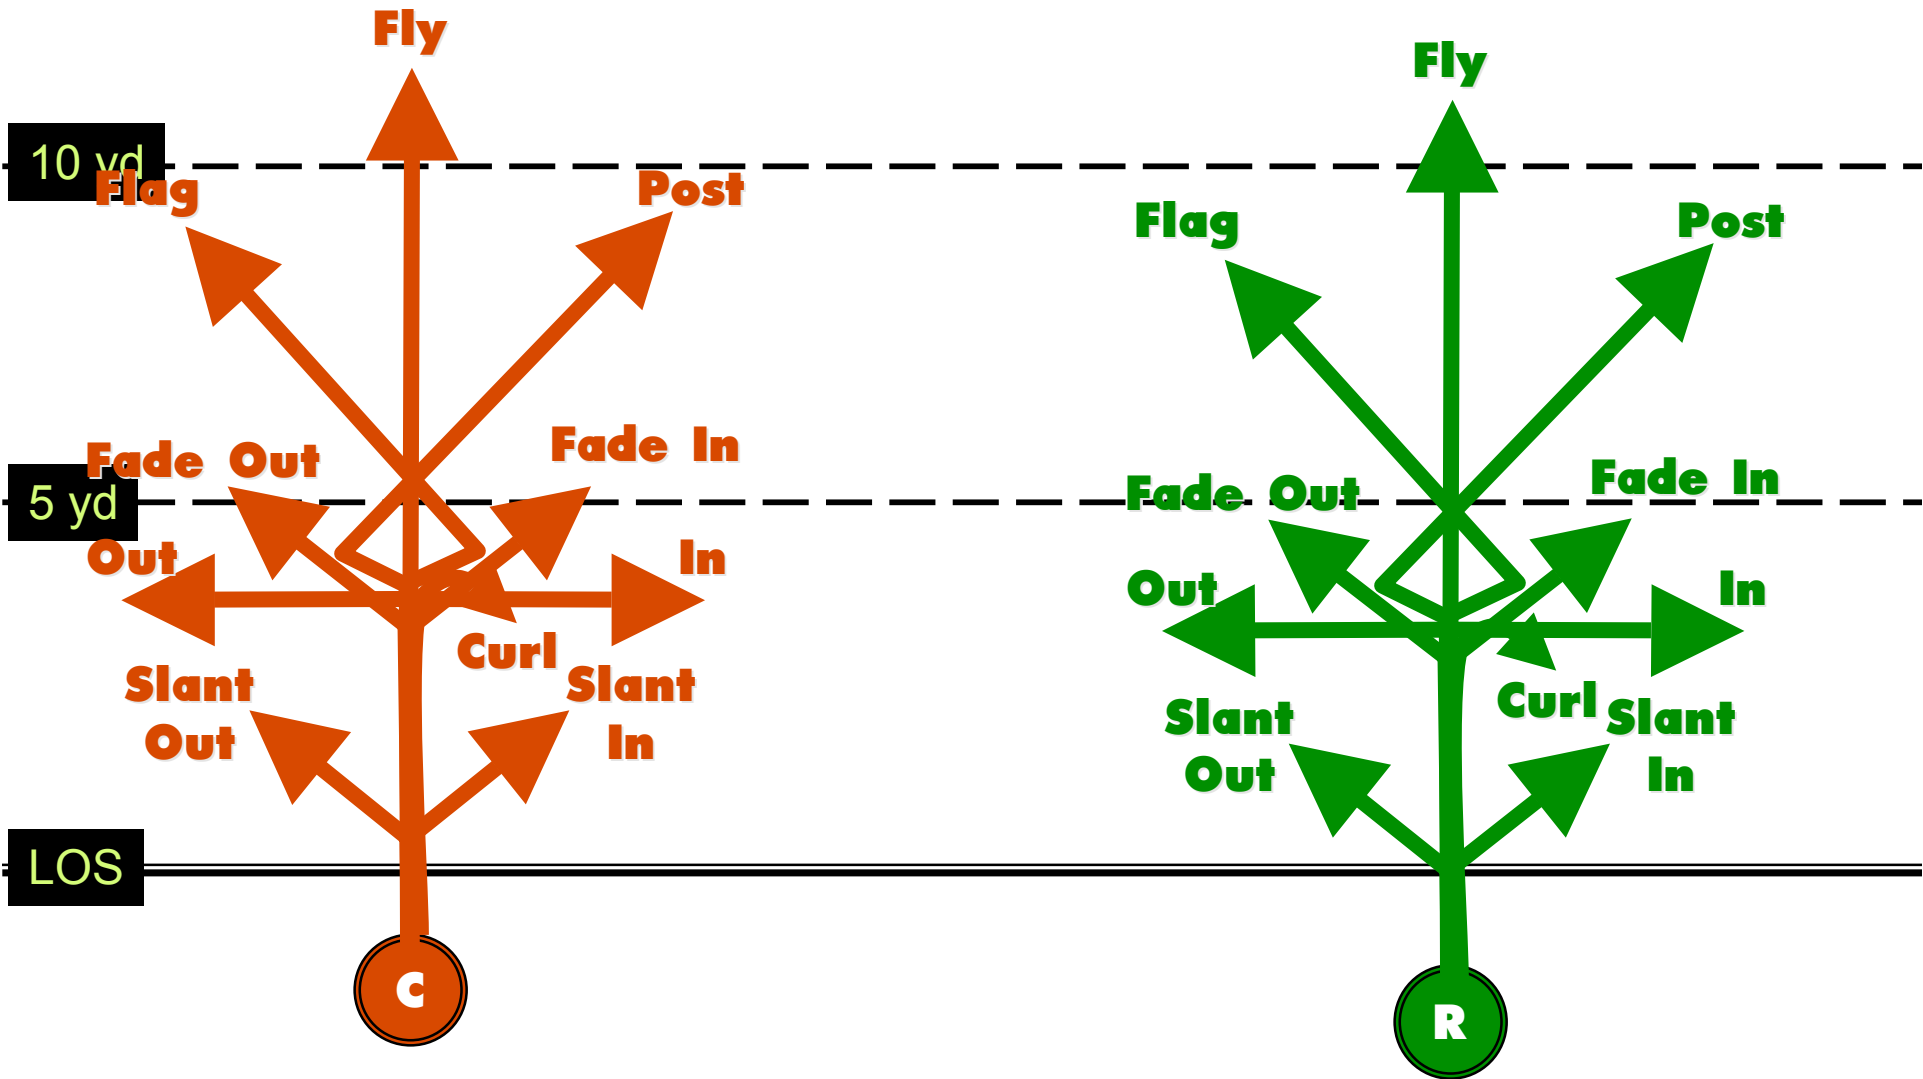 Fly
Fly
10 yd
Flag
Post
Flag
Post
Fade Out
Fade In
Fade Out
Fade In
5 yd
Out
In
Out
In
Curl
Slant
Out
Slant
In
Curl
Slant
Out
Slant
In
LOS
C
R